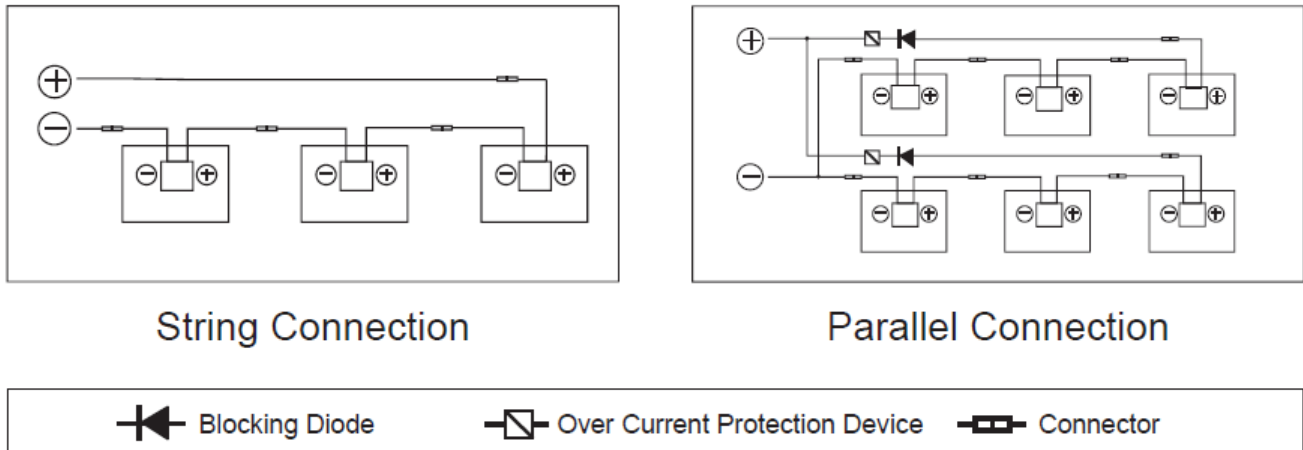 String Connection
Parallel Connection
Blocking Diode
Over Current Protection Device
Connector